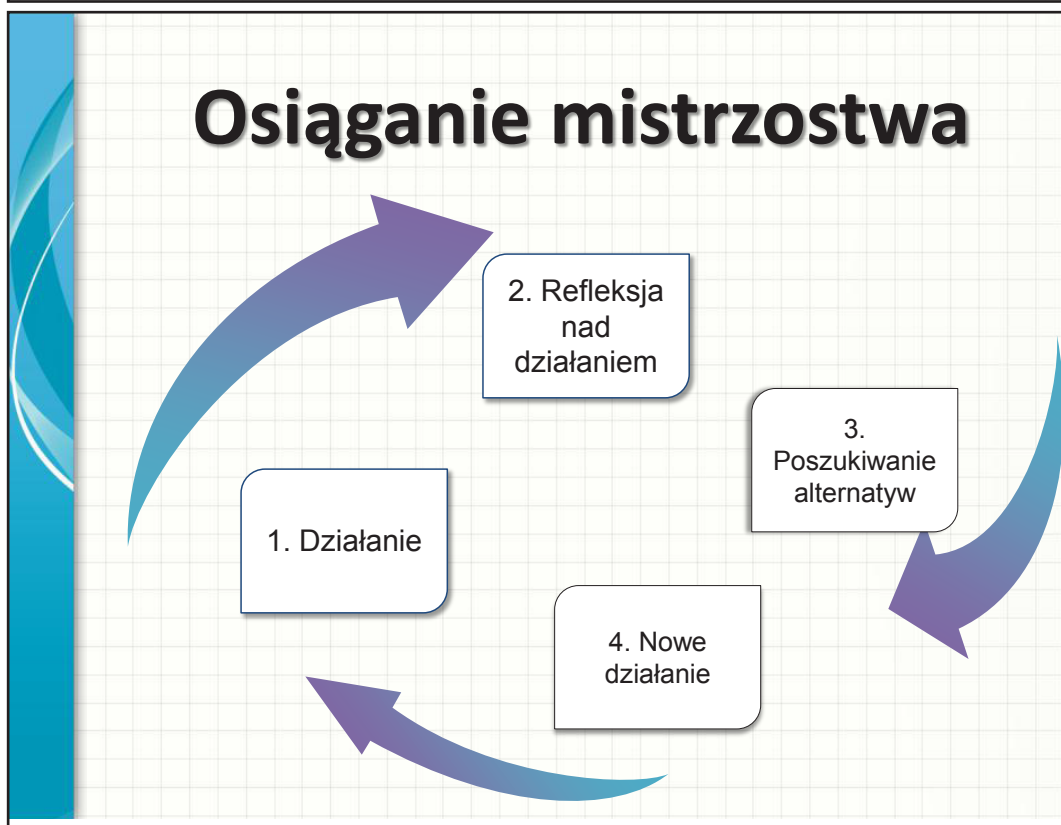 Osiąganie mistrzostwa
2. Refleksja
nad
działaniem
3.
Poszukiwanie
alternatyw
1. Działanie
4. Nowe
działanie